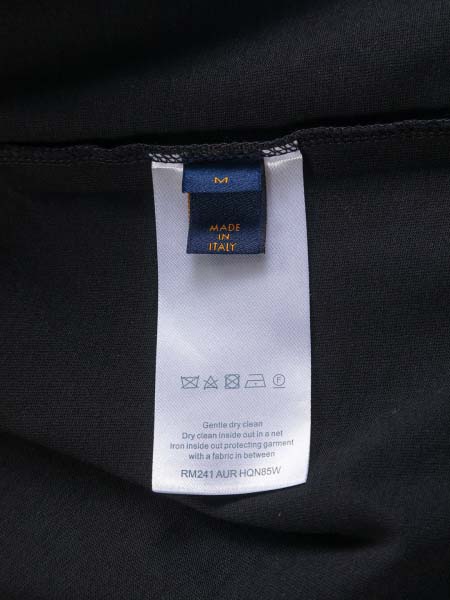 M
MADE
IN
ITALY
Gentle dry clean
Dry clean inside out in a net
Iron inside out protecting garment
with a fabric in between
RM241 AUR HQN85W